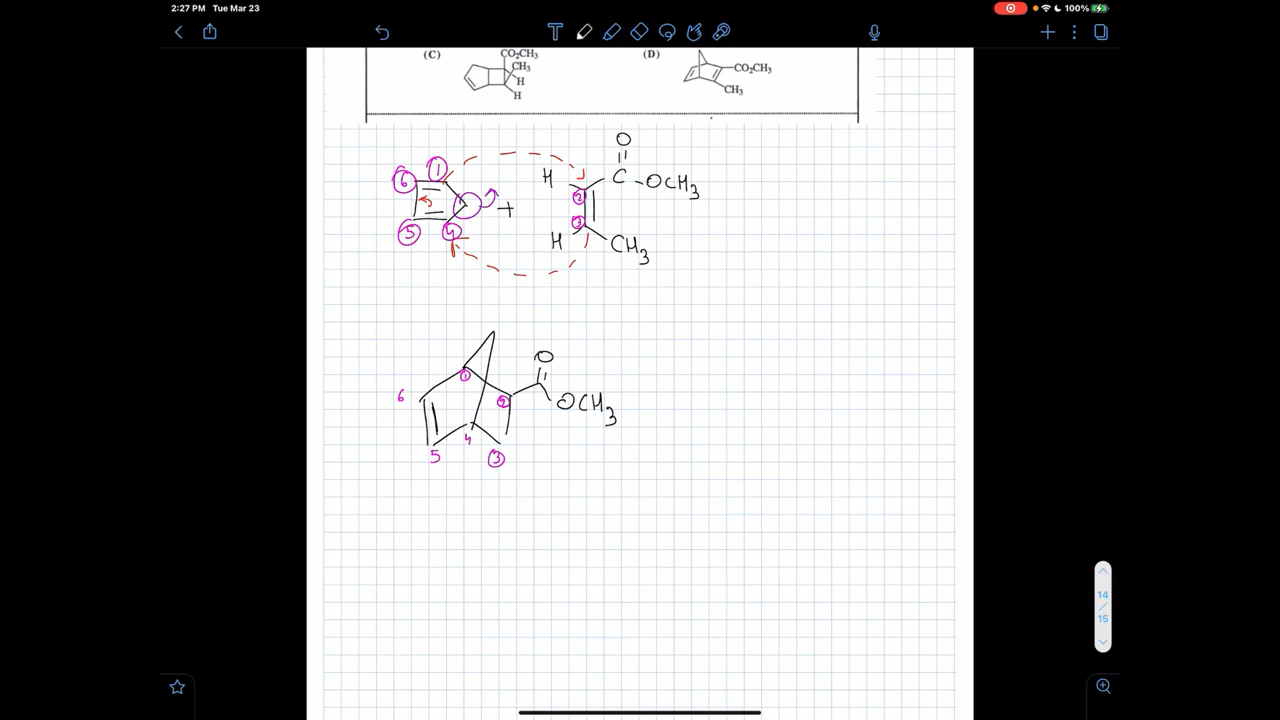 2:27 PM Tue Mar 23
100%
T
(C)
CO₂CH₃
CH₃
H
H
(D)
CO₂CH₃
CH₃
O
6 1 H C OCH₃
2
+
5 4 3
H CH₃
O
1
6 2 OCH₃
4
5 3
14
/
15